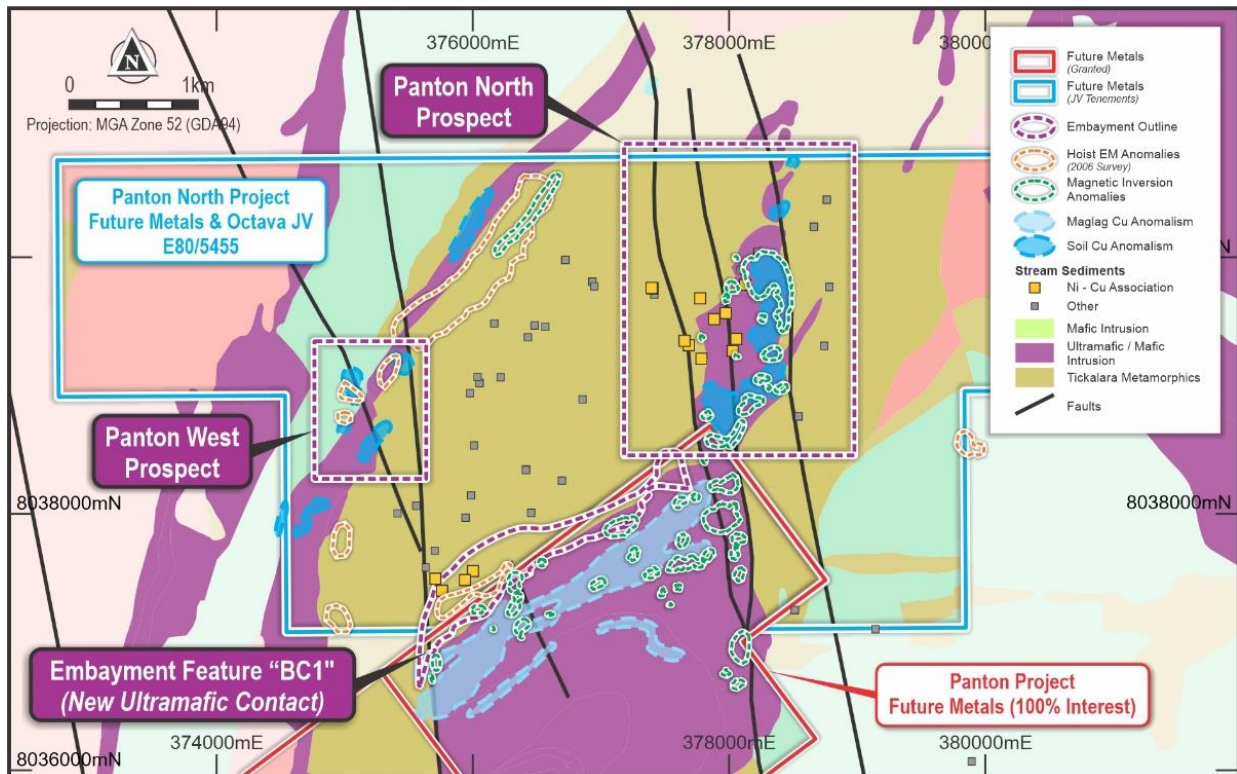 376000mE
378000mE
38000
N
0
1km
Projection: MGA Zone 52 (GDA94)
Panton North
Prospect
Panton North Project
Future Metals & Octava JV
E80/5455
Panton West
Prospect
8038000mN
8038000mN
Embayment Feature “BC1"
(New Ultramafic Contact)
Panton Project
Future Metals (100% Interest)
374000mE
378000mE
380000mE
8036000mN
Future Metals
(Granted)
Future Metals
(JV Tenements)
Embayment Outline
Hoist EM Anomalies
(2006 Survey)
Magnetic Inversion
Anomalies
Maglag Cu Anomalism
Soil Cu Anomalism
Stream Sediments
Ni - Cu Association
Other
Mafic Intrusion
Ultramafic / Mafic
Intrusion
Tickalara Metamorphics
Faults
N